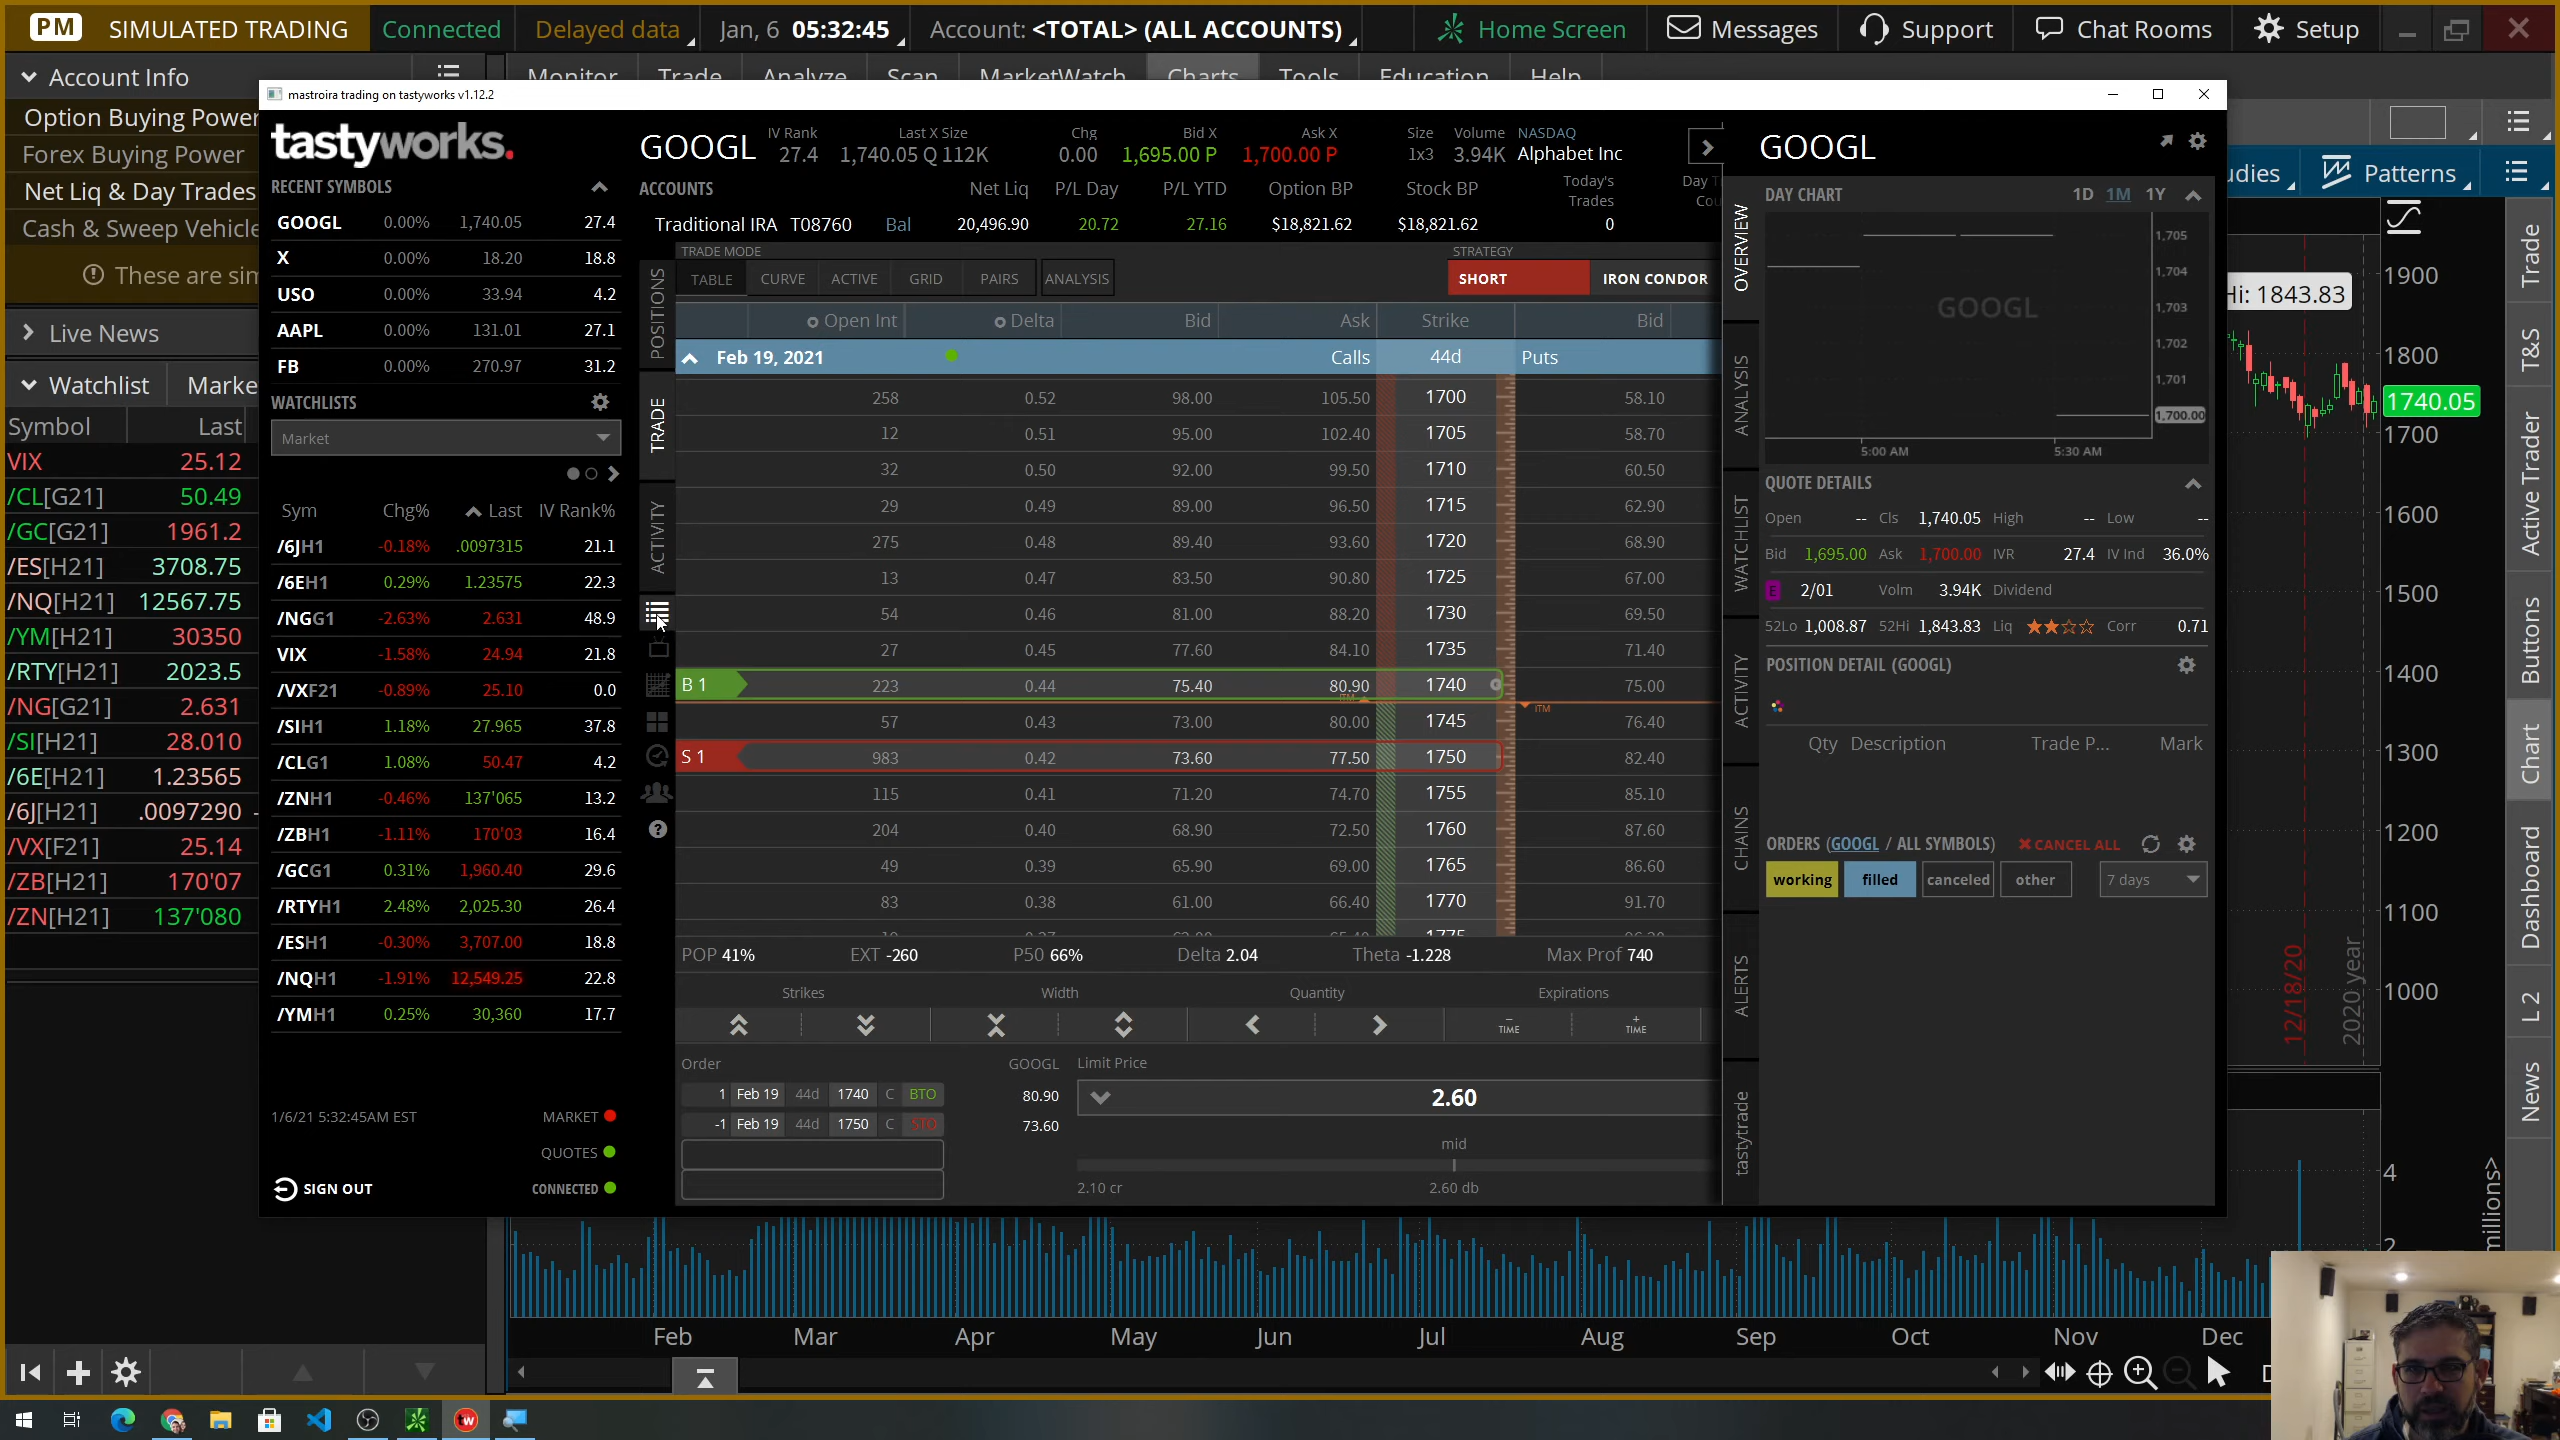 PM SIMULATED TRADING Connected Delayed data Jan, 6 05:32:45 Account: <TOTAL> (ALL ACCOUNTS) Home Screen Messages Support Chat Rooms Setup
Account Info
Monitor Trade Analyze Scan MarketWatch Charts Tools Education Help
Option Buying Power
Forex Buying Power
Net Liq & Day Trades
Cash & Sweep Vehicle
These are sim
Live News
Watchlist Marke
Symbol Last
VIX 25.12
/CL[G21] 50.49
/GC[G21] 1961.2
/ES[H21] 3708.75
/NQ[H21] 12567.75
/YM[H21] 30350
/RTY[H21] 2023.5
/NG[G21] 2.631
/SI[H21] 28.010
/6E[H21] 1.23565
/6J[H21] .0097290 -
/VX[F21] 25.14
/ZB[H21] 170'07
/ZN[H21] 137'080
mastroira trading on tastyworks v1.12.2
tastyworks.
RECENT SYMBOLS
GOOGL 0.00% 1,740.05 27.4
X 0.00% 18.20 18.8
USO 0.00% 33.94 4.2
AAPL 0.00% 131.01 27.1
FB 0.00% 270.97 31.2
WATCHLISTS
Market
Sym Chg% Last IV Rank%
/6JH1 -0.18% .0097315 21.1
/6EH1 0.29% 1.23575 22.3
/NGG1 -2.63% 2.631 48.9
VIX -1.58% 24.94 21.8
/VXF21 -0.89% 25.10 0.0
/SIH1 1.18% 27.965 37.8
/CLG1 1.08% 50.47 4.2
/ZNH1 -0.46% 137'065 13.2
/ZBH1 -1.11% 170'03 16.4
/GCG1 0.31% 1,960.40 29.6
/RTYH1 2.48% 2,025.30 26.4
/ESH1 -0.30% 3,707.00 18.8
/NQH1 -1.91% 12,549.25 22.8
/YMH1 0.25% 30,360 17.7
1/6/21 5:32:45AM EST MARKET
QUOTES
SIGN OUT CONNECTED
GOOGL IV Rank Last X Size Chg Bid X Ask X Size Volume NASDAQ
27.4 1,740.05 Q 112K 0.00 1,695.00 P 1,700.00 P 1x3 3.94K Alphabet Inc
ACCOUNTS Net Liq P/L Day P/L YTD Option BP Stock BP Today's Trades Day T Cou
Traditional IRA T08760 Bal 20,496.90 20.72 27.16 $18,821.62 $18,821.62 0
TRADE MODE STRATEGY
TABLE CURVE ACTIVE GRID PAIRS ANALYSIS SHORT IRON CONDOR
POSITIONS
TRADE
ACTIVITY
Open Int Delta Bid Ask Strike Bid
Feb 19, 2021 Calls 44d Puts
258 0.52 98.00 105.50 1700 58.10
12 0.51 95.00 102.40 1705 58.70
32 0.50 92.00 99.50 1710 60.50
29 0.49 89.00 96.50 1715 62.90
275 0.48 89.40 93.60 1720 68.90
13 0.47 83.50 90.80 1725 67.00
54 0.46 81.00 88.20 1730 69.50
27 0.45 77.60 84.10 1735 71.40
B 1 223 0.44 75.40 80.90 1740 75.00
ITM ITM
57 0.43 73.00 80.00 1745 76.40
S 1 983 0.42 73.60 77.50 1750 82.40
115 0.41 71.20 74.70 1755 85.10
204 0.40 68.90 72.50 1760 87.60
49 0.39 65.90 69.00 1765 86.60
83 0.38 61.00 66.40 1770 91.70
POP 41% EXT -260 P50 66% Delta 2.04 Theta -1.228 Max Prof 740
Strikes Width Quantity Expirations
- TIME + TIME
Order GOOGL Limit Price
1 Feb 19 44d 1740 C BTO 80.90 2.60
-1 Feb 19 44d 1750 C STO 73.60
mid
2.10 cr 2.60 db
OVERVIEW
ANALYSIS
WATCHLIST
ACTIVITY
CHAINS
ALERTS
tastytrade
GOOGL
DAY CHART 1D 1M 1Y
GOOGL
1,705
1,704
1,703
1,702
1,701
1,700.00
5:00 AM 5:30 AM
QUOTE DETAILS
Open -- Cls 1,740.05 High -- Low --
Bid 1,695.00 Ask 1,700.00 IVR 27.4 IV Ind 36.0%
E 2/01 Volm 3.94K Dividend
52Lo 1,008.87 52Hi 1,843.83 Liq Corr 0.71
POSITION DETAIL (GOOGL)
Qty Description Trade P... Mark
ORDERS (GOOGL / ALL SYMBOLS) CANCEL ALL
working filled canceled other 7 days
udies Patterns
Hi: 1843.83
1900
1800
1740.05
1700
1600
1500
1400
1300
1200
1100
1000
12/18/20
2020 year
4
2
millions>
Trade
T&S
Active Trader
Buttons
Chart
Dashboard
L 2
News
Feb Mar Apr May Jun Jul Aug Sep Oct Nov Dec
tw